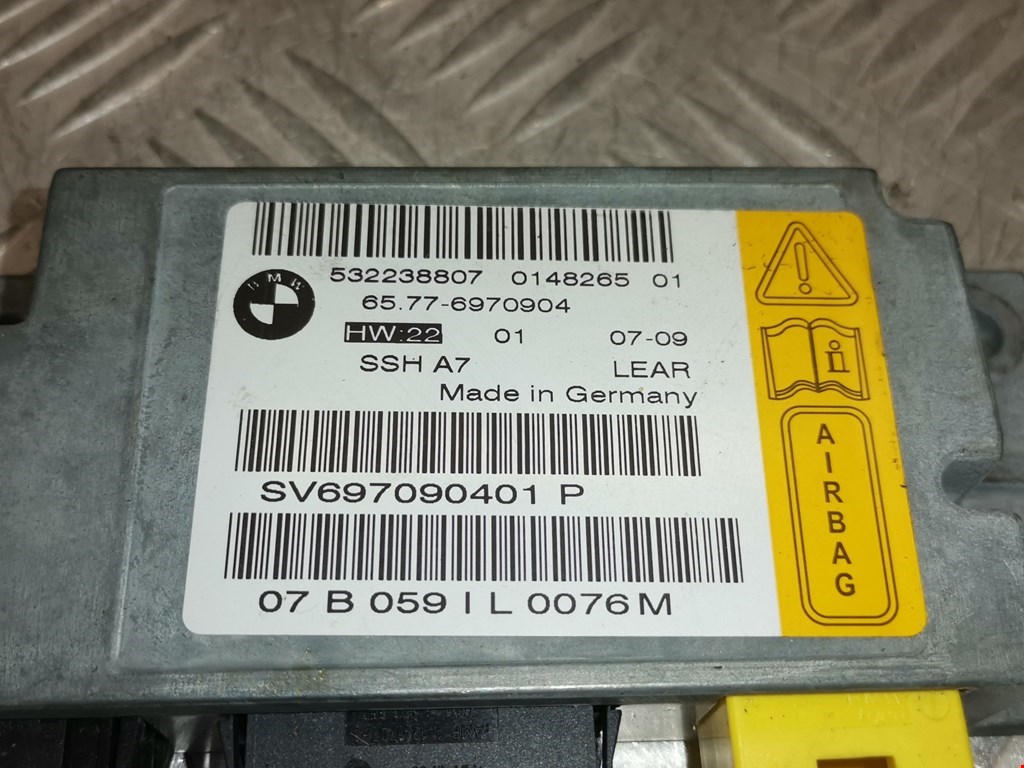 532238807 0148265 01
BMW
65.77-6970904
HW:22 01 07-09
SSH A7 LEAR
Made in Germany
SV697090401 P
07 B 059 I L 0076 M
AIRBAG